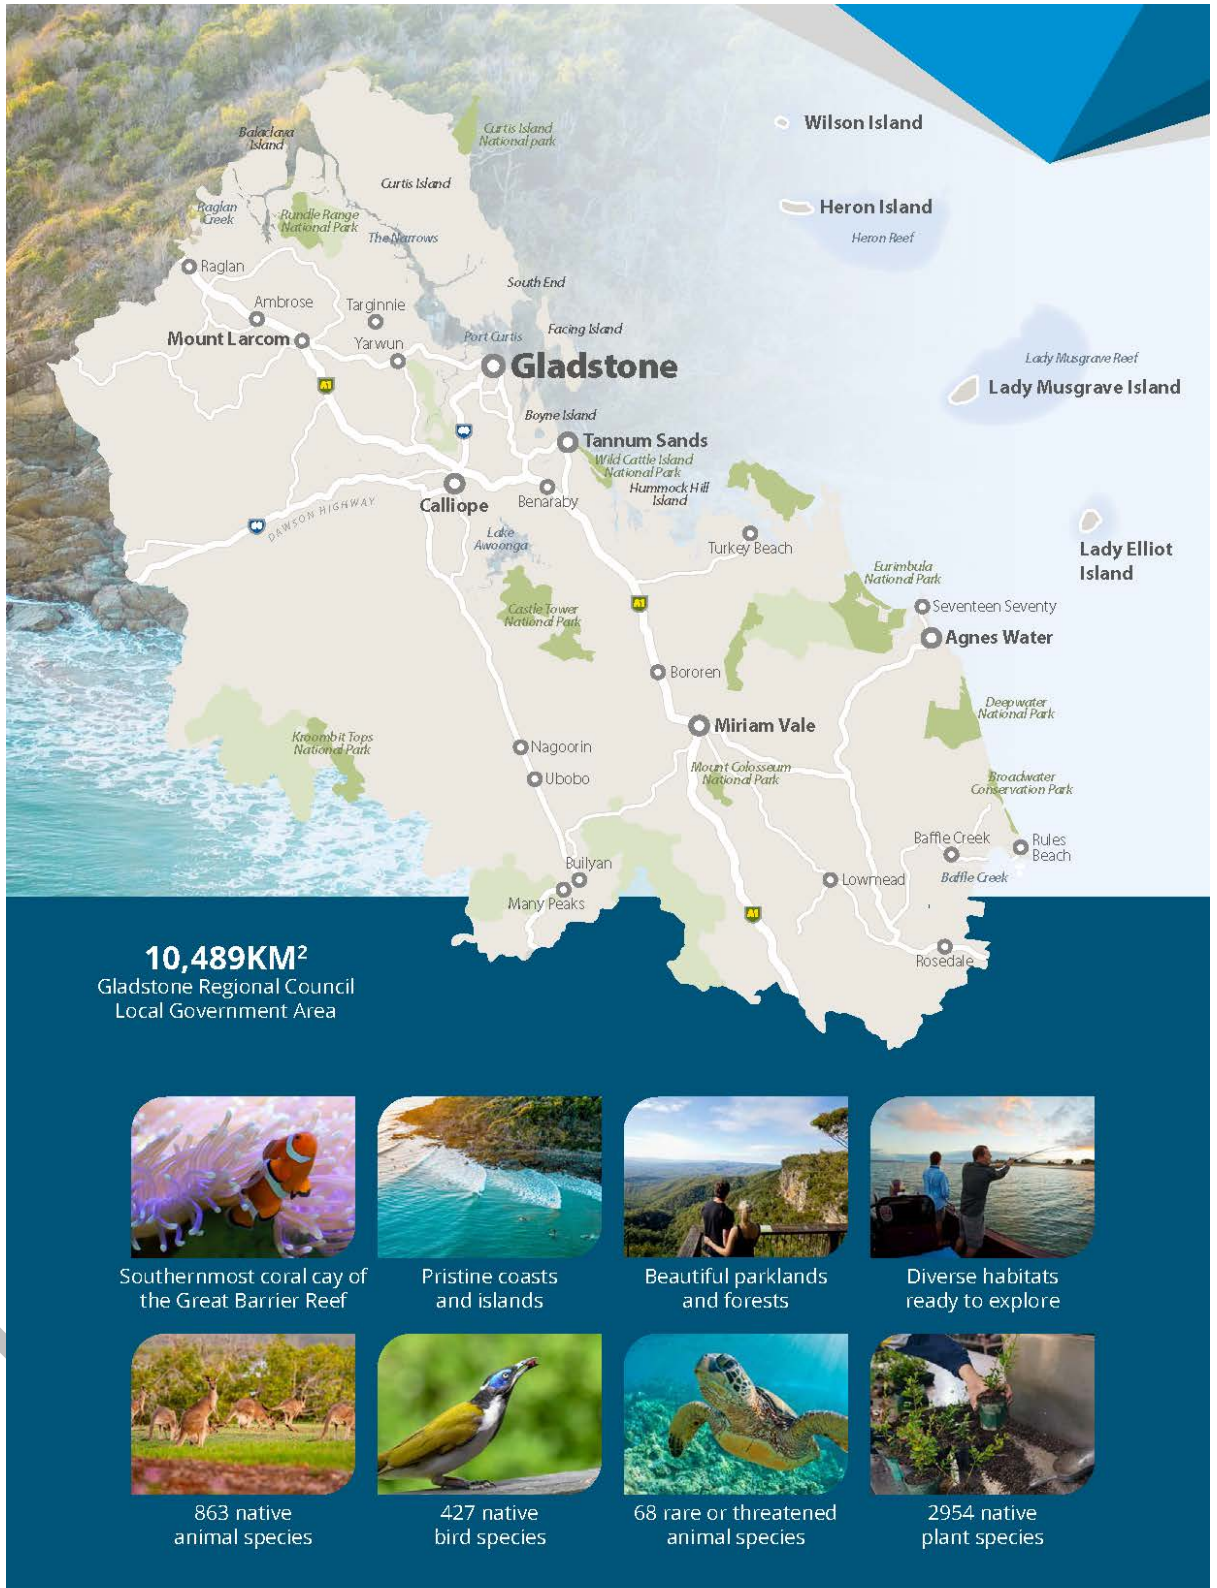 Wilson Island
Balaclava
Island
Curtis Island
National park
Curtis Island
Raglan
Creek
Rundle Range
National Park
The Narrows
Heron Island
Heron Reef
Raglan
South End
Ambrose
Targinnie
Mount Larcom
Yarwun
Port Curtis
Facing Island
Gladstone
Lady Musgrave Reef
Lady Musgrave Island
A1
Boyne Island
Tannum Sands
Wild Cattle Island
National Park
Hummock Hill
Island
Calliope
Benaraby
DAWSON HIGHWAY
Lake
Awoonga
Turkey Beach
Lady Elliot
Island
Eurimbula
National Park
Castle Tower
National Park
A1
Seventeen Seventy
Agnes Water
Bororen
Deepwater
National Park
Miriam Vale
Kroombit Tops
National Park
Nagoorin
Mount Colosseum
National Park
Ubobo
Broadwater
Conservation Park
Baffle Creek
Rules
Beach
Builyan
Lowmead
Baffle Creek
Many Peaks
A1
Rosedale
10,489KM²
Gladstone Regional Council
Local Government Area
Southernmost coral cay of
the Great Barrier Reef
Pristine coasts
and islands
Beautiful parklands
and forests
Diverse habitats
ready to explore
863 native
animal species
427 native
bird species
68 rare or threatened
animal species
2954 native
plant species